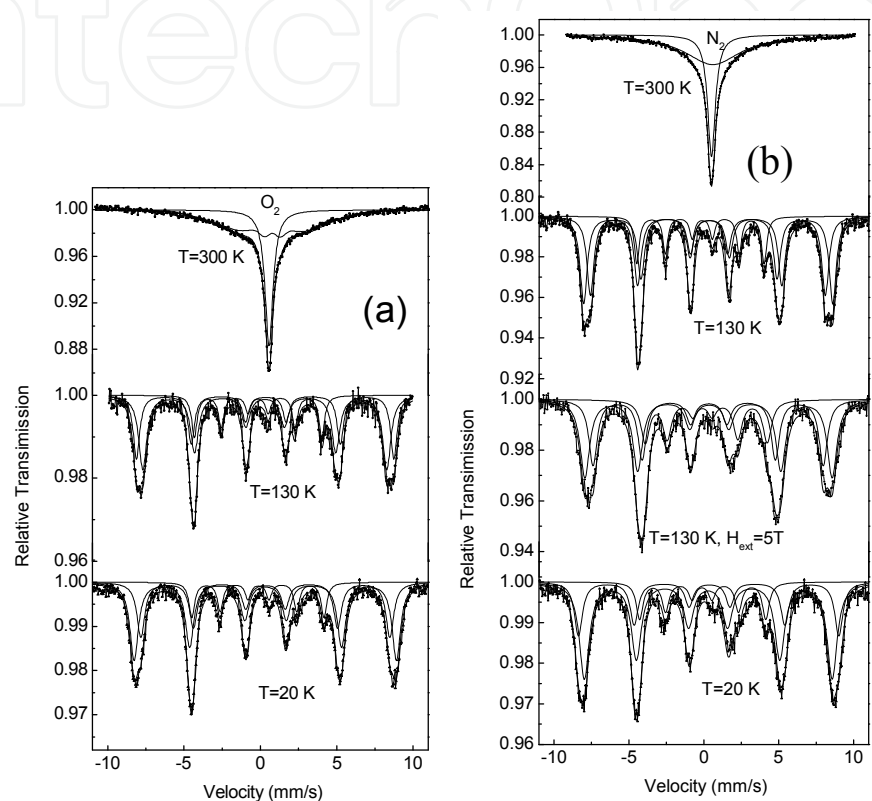 O2
T=300 K
(a)
1.00
0.96
0.92
0.88
T=130 K
1.00
0.98
0.96
T=20 K
1.00
0.99
0.98
0.97
-10 -5 0 5 10
Velocity (mm/s)
Relative Transimission
N2
T=300 K
(b)
1.00
0.96
0.92
0.88
0.84
0.80
T=130 K
1.00
0.98
0.96
0.94
0.92
T=130 K, Hext=5T
1.00
0.98
0.96
0.94
T=20 K
1.00
0.99
0.98
0.97
0.96
-10 -5 0 5 10
Velocity (mm/s)
Relative Transmission